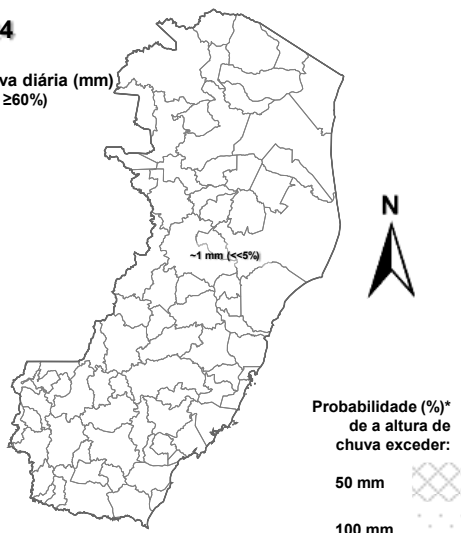 4
va diária (mm)
≥60%)
~1 mm (<<5%)
N
Probabilidade (%)*
de a altura de
chuva exceder:
50 mm
100 mm